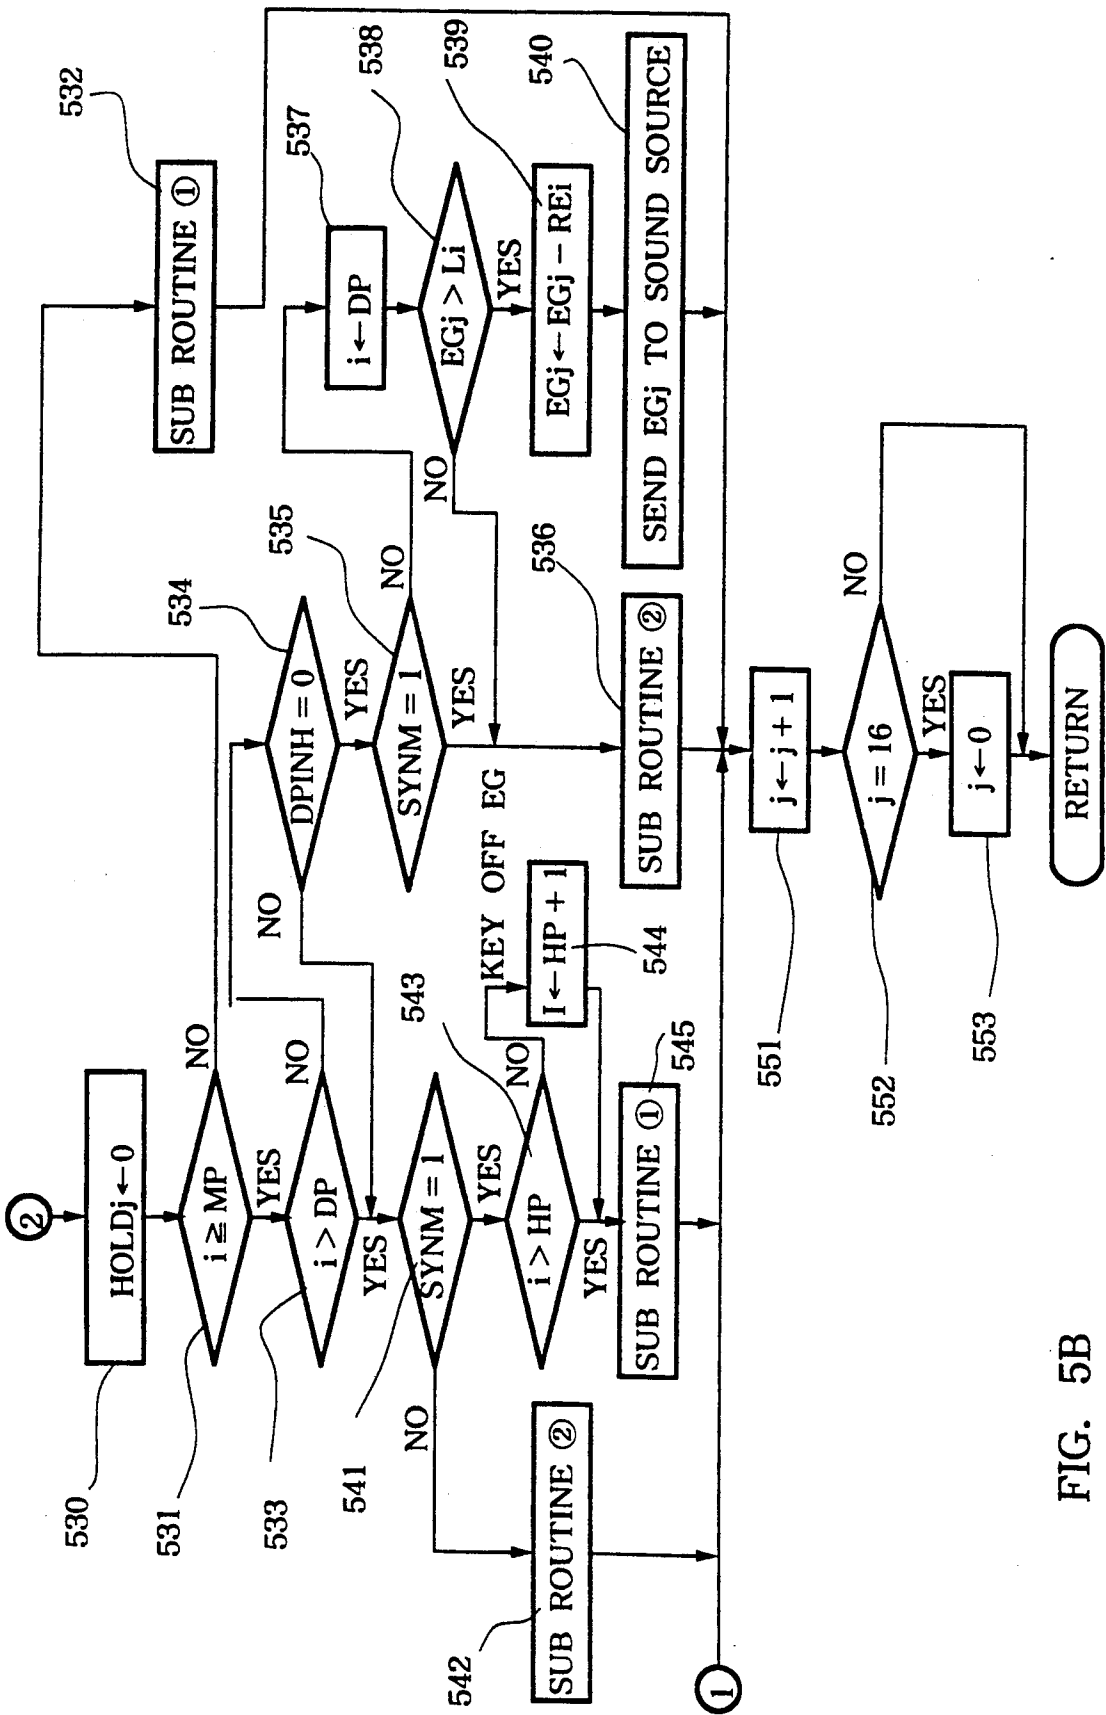 ②
HOLDj←0
530
i ≧ MP
531
NO
YES
SUB ROUTINE ①
532
i > DP
533
NO
YES
DPINH = 0
534
NO
YES
SYNM = 1
535
NO
YES
i←DP
537
EGj > Li
538
NO
YES
EGj←EGj − REi
539
SEND EGj TO SOUND SOURCE
540
SUB ROUTINE ②
536
SYNM = 1
541
NO
YES
SUB ROUTINE ②
542
i > HP
543
NO
YES
KEY OFF EG
I←HP + 1
544
SUB ROUTINE ①
545
①
j←j + 1
551
j = 16
552
NO
YES
j←0
553
RETURN
FIG. 5B